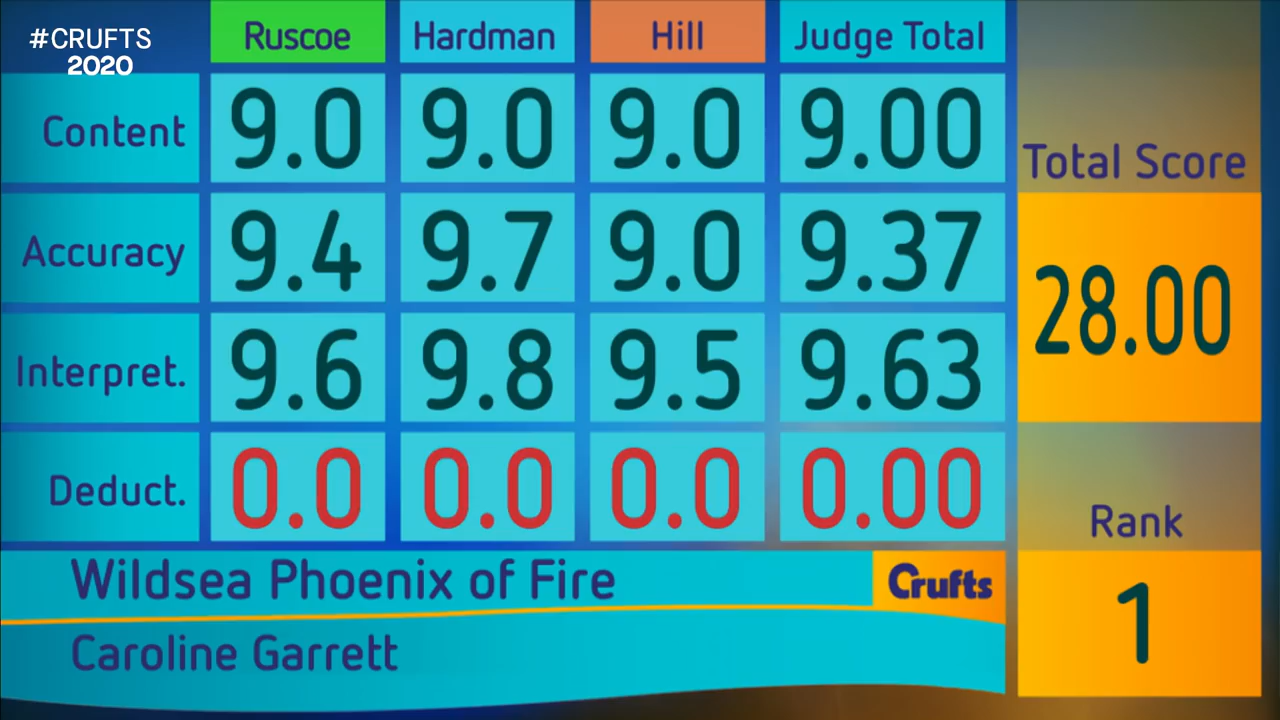 #CRUFTS
2020
Ruscoe Hardman Hill Judge Total
Content 9.0 9.0 9.0 9.00
Total Score
Accuracy 9.4 9.7 9.0 9.37
28.00
Interpret. 9.6 9.8 9.5 9.63
Deduct. 0.0 0.0 0.0 0.00
Rank
Wildsea Phoenix of Fire Crufts
1
Caroline Garrett